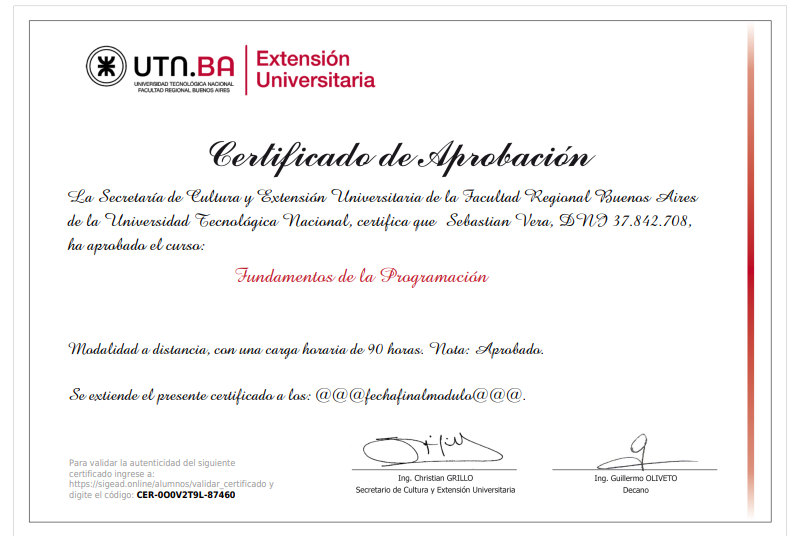 UTN.BA
UNIVERSIDAD TECNOLÓGICA NACIONAL
FACULTAD REGIONAL BUENOS AIRES
Extensión
Universitaria
Certificado de Aprobación
La Secretaría de Cultura y Extensión Universitaria de la Facultad Regional Buenos Aires
de la Universidad Tecnológica Nacional, certifica que Sebastian Vera, DNI 37.842.708,
ha aprobado el curso:
Fundamentos de la Programación
Modalidad a distancia, con una carga horaria de 90 horas. Nota: Aprobado.
Se extiende el presente certificado a los: @@@fechafinalmodulo@@@.
Para validar la autenticidad del siguiente
certificado ingrese a:
https://sigead.online/alumnos/validar_certificado y
digite el código: CER-0O0V2T9L-87460
Ing. Christian GRILLO
Secretario de Cultura y Extensión Universitaria
Ing. Guillermo OLIVETO
Decano